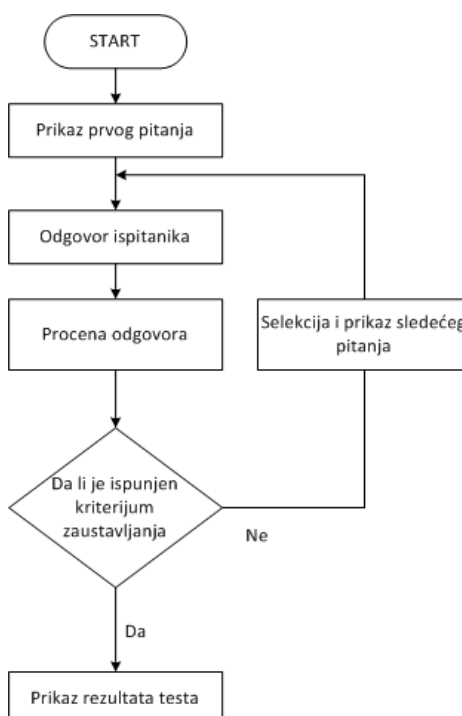 START
Prikaz prvog pitanja
Odgovor ispitanika
Procena odgovora
Selekcija i prikaz sledećeg
pitanja
Da li je ispunjen
kriterijum
zaustavljanja
Ne
Da
Prikaz rezultata testa